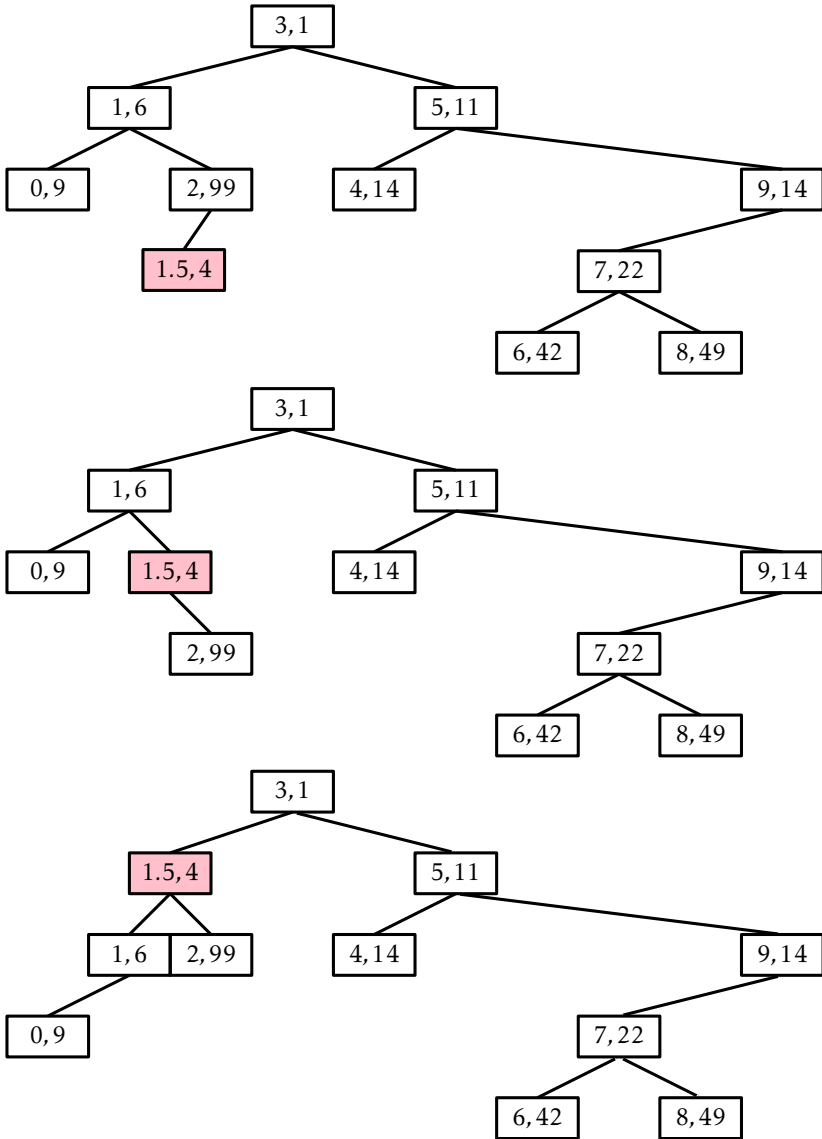 3, 1
1, 6 5, 11
0, 9 2, 99 4, 14 9, 14
1.5, 4 7, 22
6, 42 8, 49
3, 1
1, 6 5, 11
0, 9 1.5, 4 4, 14 9, 14
2, 99 7, 22
6, 42 8, 49
3, 1
1.5, 4 5, 11
1, 6 2, 99 4, 14 9, 14
0, 9 7, 22
6, 42 8, 49